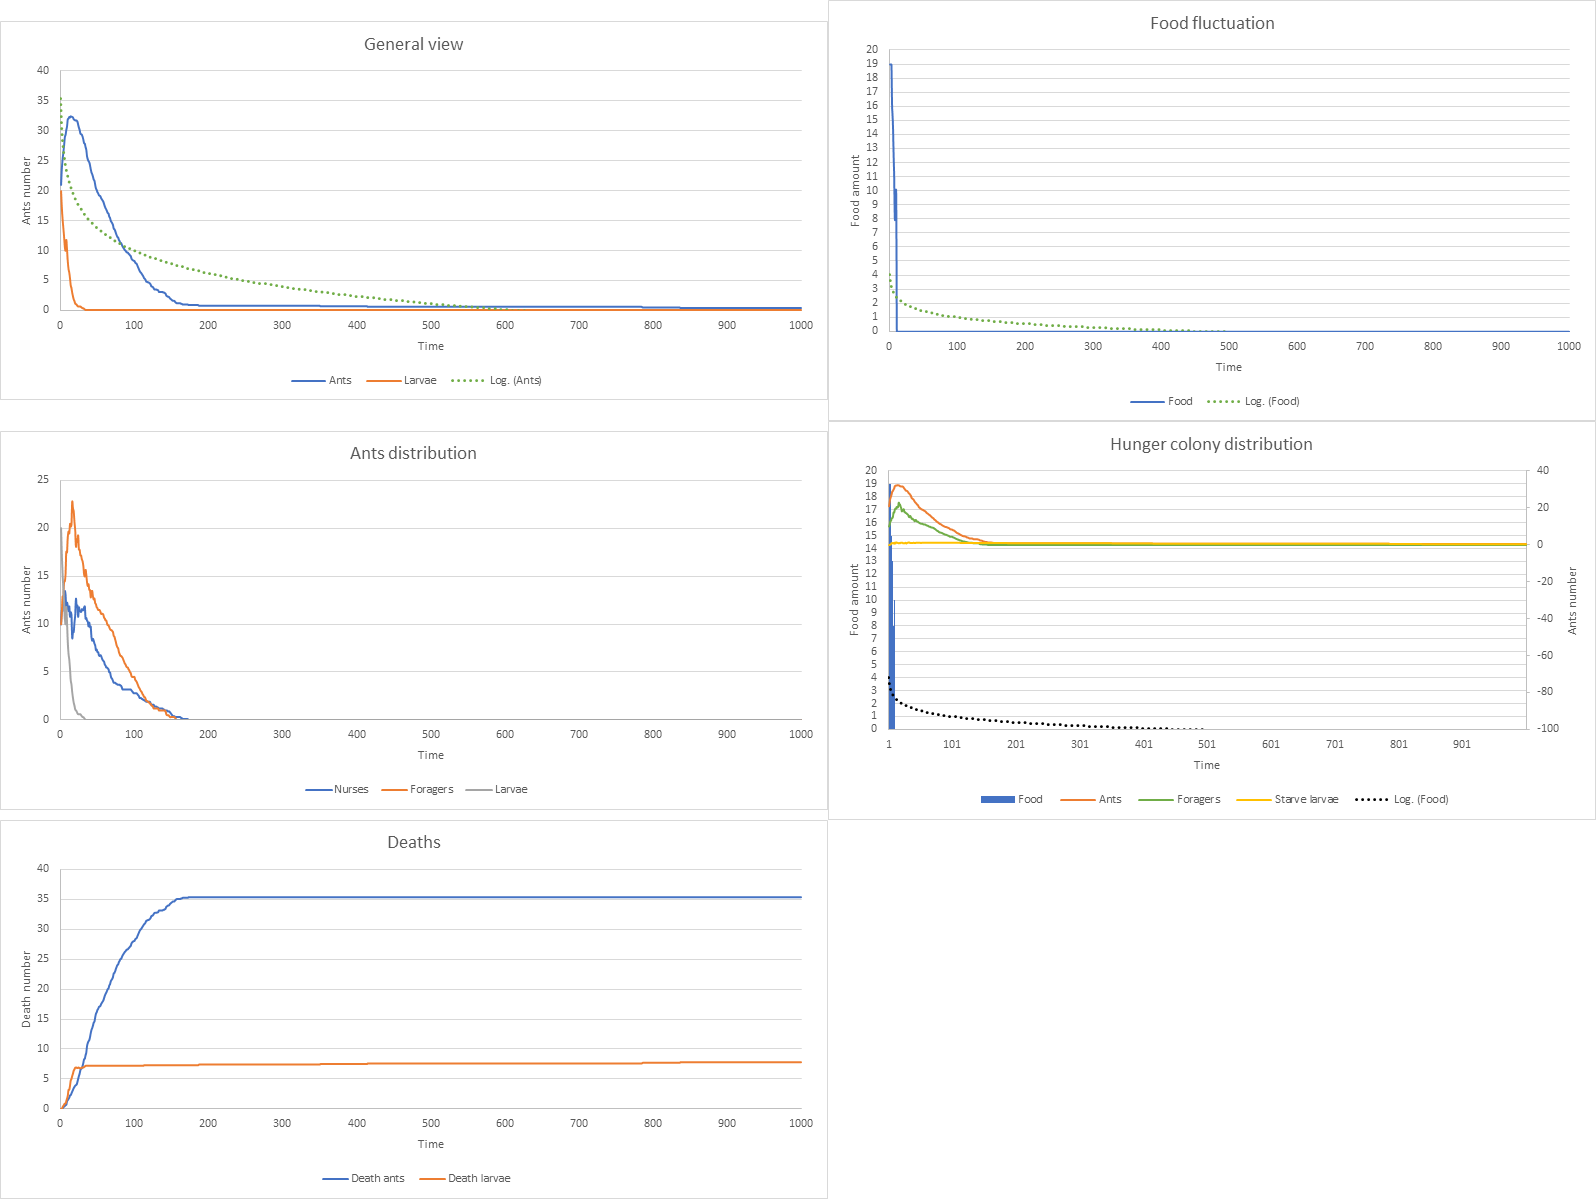 General view
40
35
30
25
20
15
10
5
0
Ants number
0 100 200 300 400 500 600 700 800 900 1000
Time
Ants Larvae Log. (Ants)
Food fluctuation
20
19
18
17
16
15
14
13
12
11
10
9
8
7
6
5
4
3
2
1
0
Food amount
0 100 200 300 400 500 600 700 800 900 1000
Time
Food Log. (Food)
Ants distribution
25
20
15
10
5
0
Ants number
0 100 200 300 400 500 600 700 800 900 1000
Time
Nurses Foragers Larvae
Hunger colony distribution
20
19
18
17
16
15
14
13
12
11
10
9
8
7
6
5
4
3
2
1
0
Food amount
40
20
0
-20
-40
-60
-80
-100
Ants number
1 101 201 301 401 501 601 701 801 901
Time
Food Ants Foragers Starve larvae Log. (Food)
Deaths
40
35
30
25
20
15
10
5
0
Death number
0 100 200 300 400 500 600 700 800 900 1000
Time
Death ants Death larvae